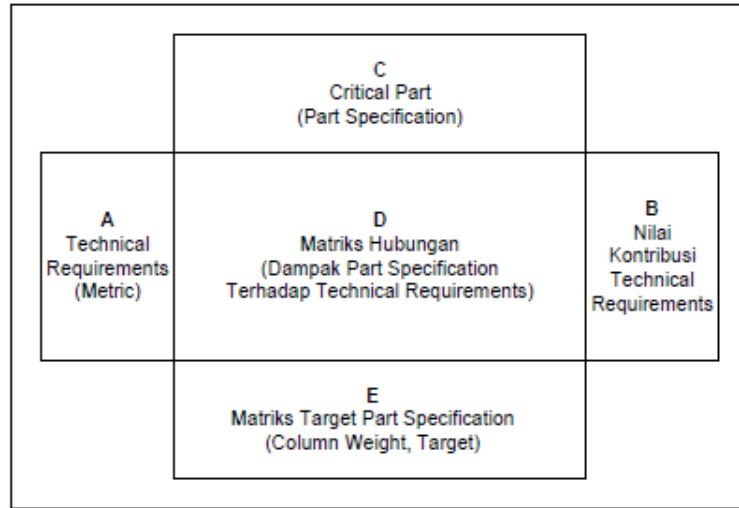 C
Critical Part
(Part Specification)
A
Technical
Requirements
(Metric)
D
Matriks Hubungan
(Dampak Part Specification
Terhadap Technical Requirements)
B
Nilai
Kontribusi
Technical
Requirements
E
Matriks Target Part Specification
(Column Weight, Target)